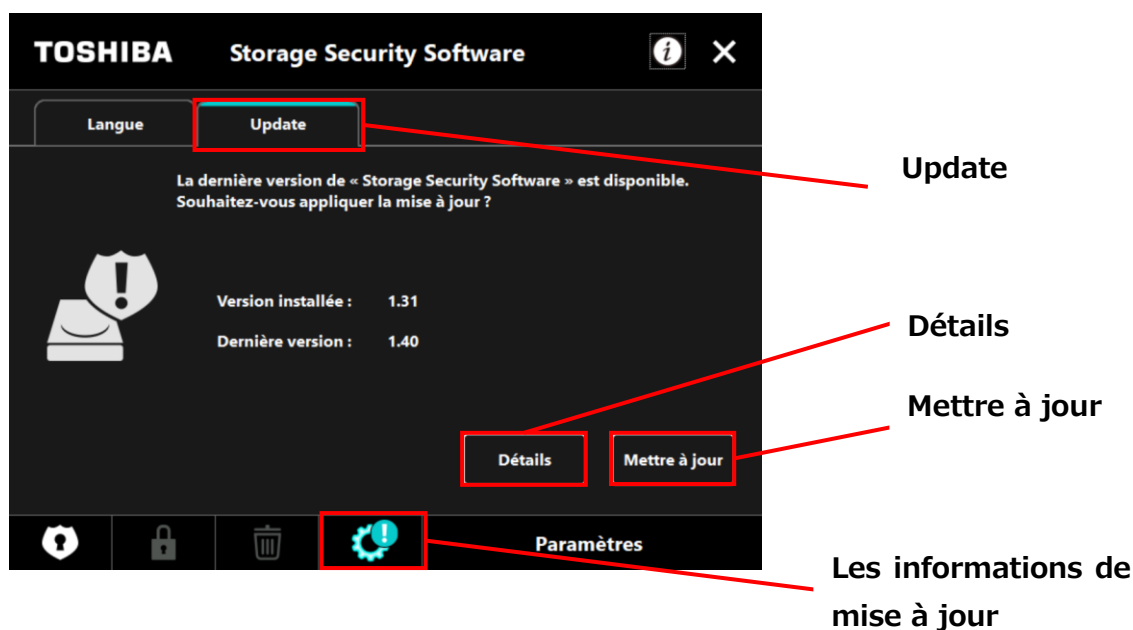 TOSHIBA Storage Security Software
Langue Update
La dernière version de « Storage Security Software » est disponible.
Souhaitez-vous appliquer la mise à jour ?
Version installée : 1.31
Dernière version : 1.40
Détails Mettre à jour
Paramètres
Update
Détails
Mettre à jour
Les informations de
mise à jour